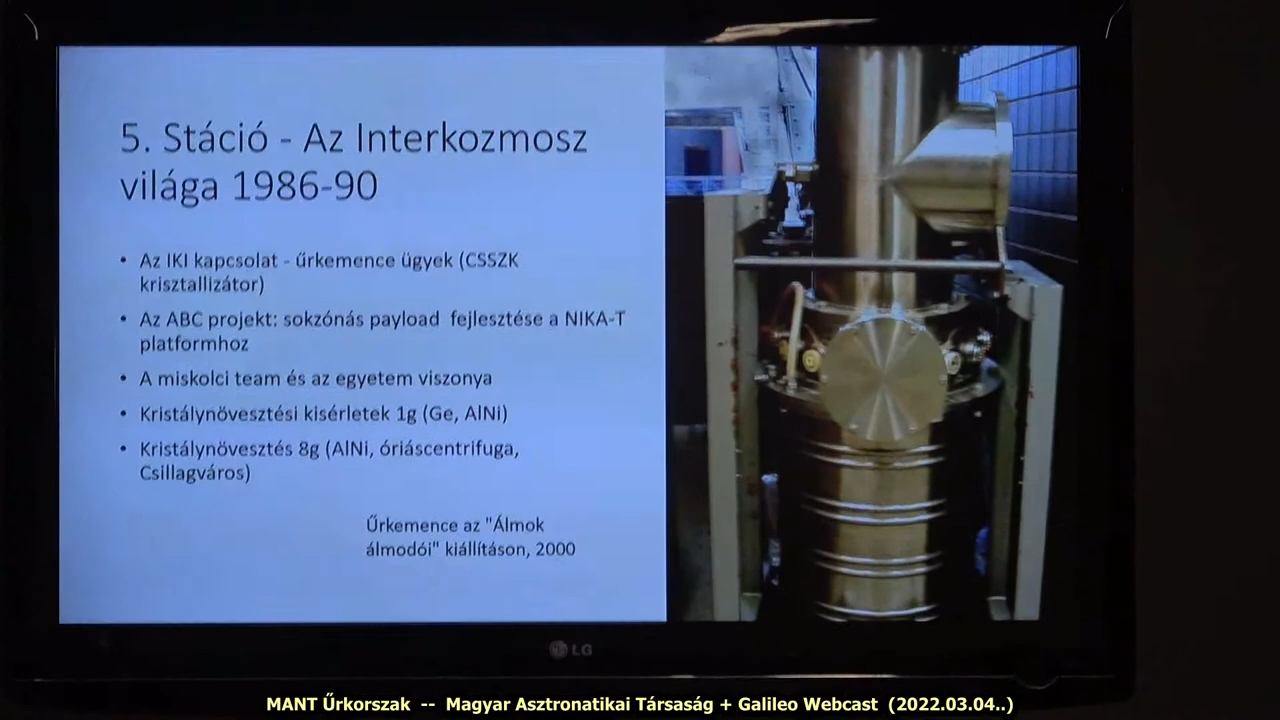 5. Stáció - Az Interkozmosz
világa 1986-90
• Az IKI kapcsolat - űrkemence ügyek (CSSZK
krisztallizátor)
• Az ABC projekt: sokzónás payload fejlesztése a NIKA-T
platformhoz
• A miskolci team és az egyetem viszonya
• Kristálynövesztési kisérletek 1g (Ge, AlNi)
• Kristálynövesztés 8g (AlNi, óriáscentrifuga,
Csillagváros)
Űrkemence az "Álmok
álmodói" kiállításon, 2000
LG
MANT Űrkorszak -- Magyar Asztronatikai Társaság + Galileo Webcast (2022.03.04..)